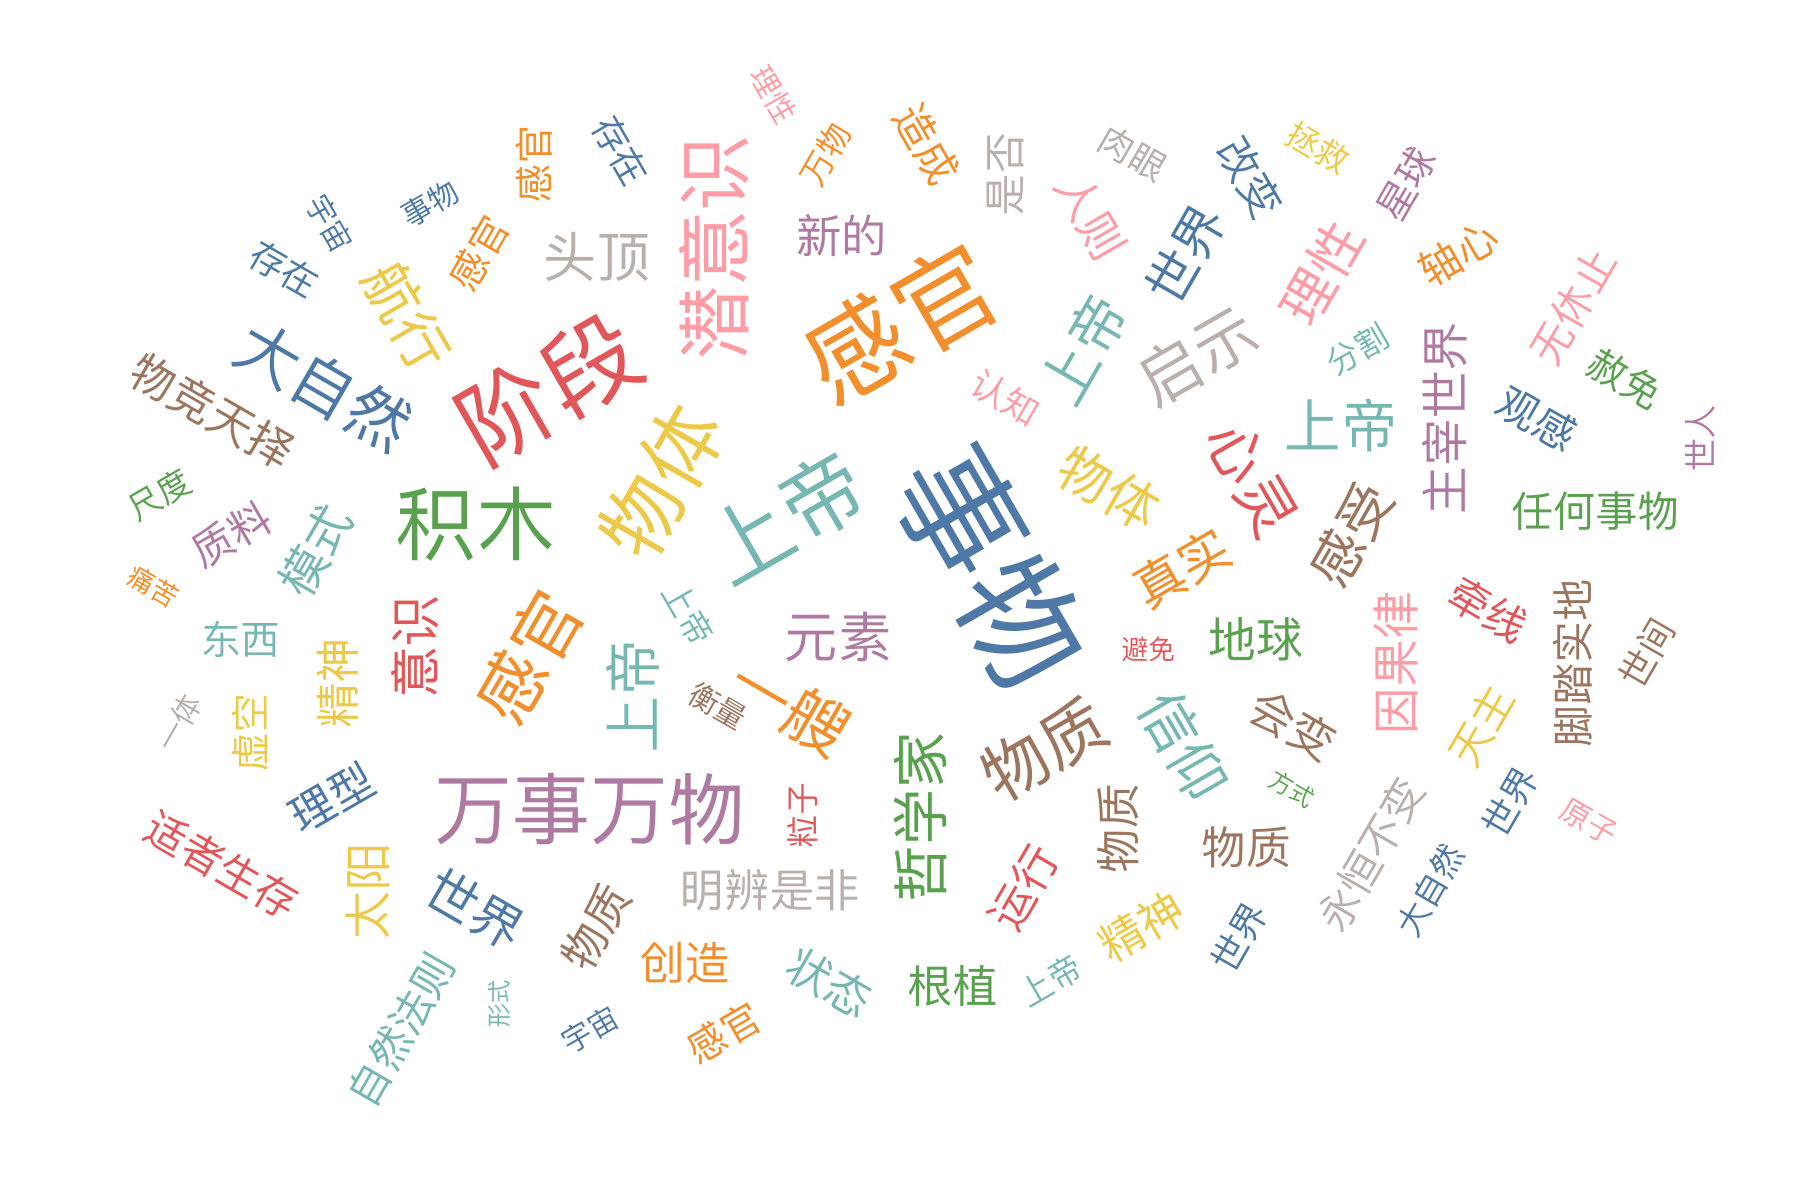 理性
万物
造成
是否
肉眼
改变
拯救
星球
感官
存在
潜意识
人则
宇宙
事物
感官
头顶
新的
世界
理性
轴心
存在
航行
感官
上帝
启示
分割
无休止
大自然
阶段
认知
上帝
主宰世界
观感
赦免
世人
物竞天择
物体
事物
物体
心灵
尺度
质料
模式
积木
上帝
真实
感受
任何事物
痛苦
东西
精神
意识
感官
上帝
上帝
元素
避免
地球
因果律
牵线
脚踏实地
世间
一体
虚空
衡量
一艘
物质
信仰
会变
天主
理型
万事万物
粒子
哲学家
物质
物质
方式
永恒不变
世界
原子
适者生存
太阳
世界
物质
明辨是非
运行
精神
世界
大自然
自然法则
形式
宇宙
创造
感官
状态
根植
上帝